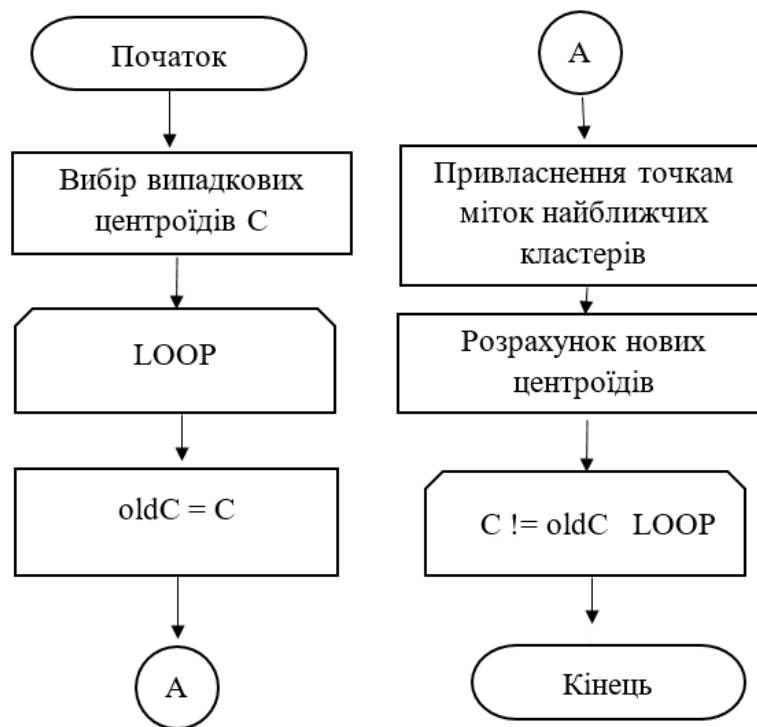 Початок
Вибір випадкових
центроїдів C
LOOP
oldC = C
A
A
Привласнення точкам
міток найближчих
кластерів
Розрахунок нових
центроїдів
C != oldC LOOP
Кінець